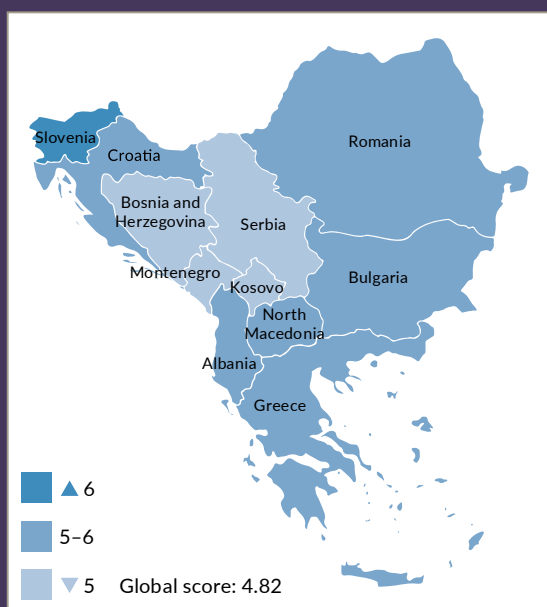 Slovenia
Croatia
Romania
Bosnia and
Herzegovina
Serbia
Montenegro
Kosovo
Bulgaria
North
Macedonia
Albania
Greece
▲ 6
5–6
▼ 5 Global score: 4.82